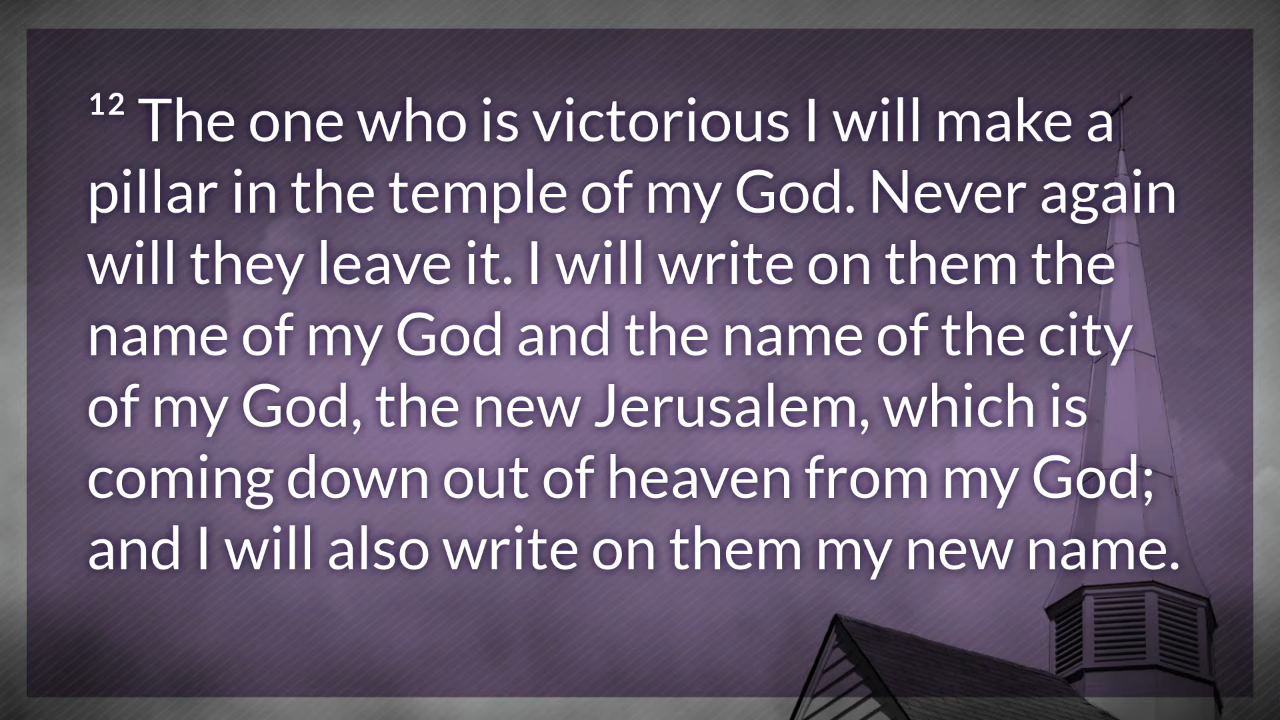 ¹² The one who is victorious I will make a
pillar in the temple of my God. Never again
will they leave it. I will write on them the
name of my God and the name of the city
of my God, the new Jerusalem, which is
coming down out of heaven from my God;
and I will also write on them my new name.